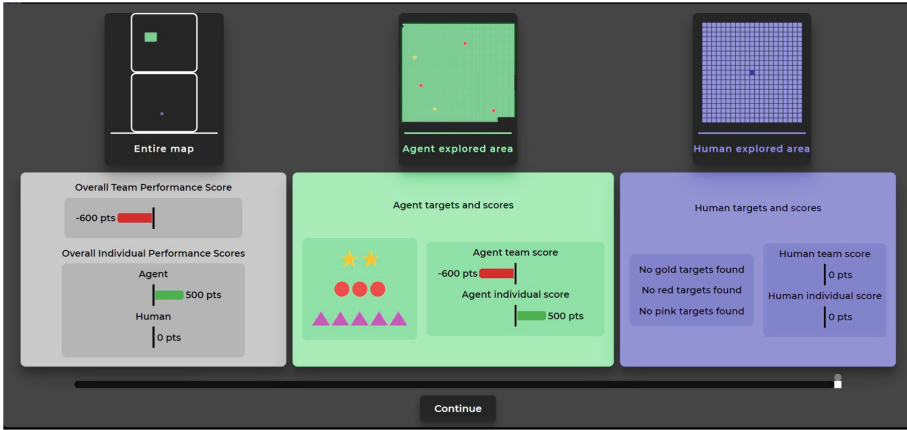 Entire map
Agent explored area
Human explored area
Overall Team Performance Score
-600 pts
Overall Individual Performance Scores
Agent
500 pts
Human
0 pts
Agent targets and scores
Agent team score
-600 pts
Agent individual score
500 pts
Human targets and scores
No gold targets found
No red targets found
No pink targets found
Human team score
0 pts
Human individual score
0 pts
Continue